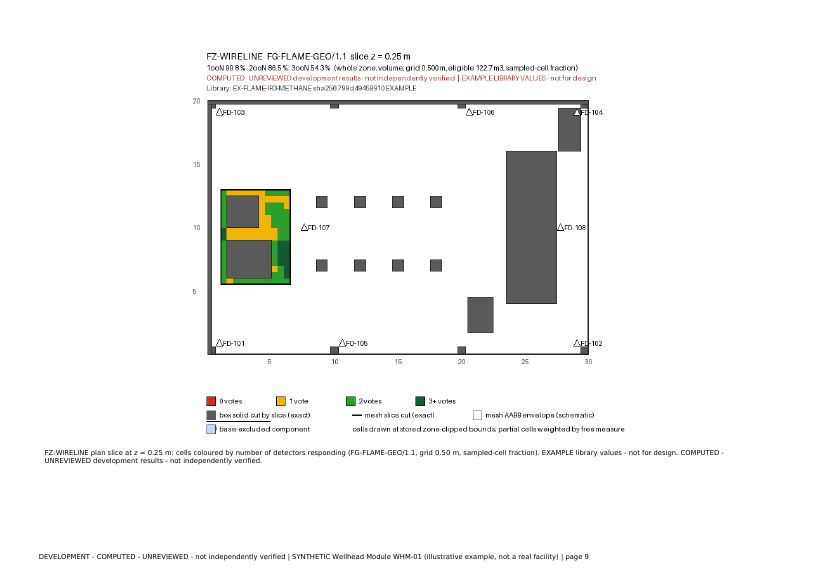 FZ-WIRELINE FG-FLAME-GEO/1.1 slice z = 0.25 m
1ooN 99.8% 2ooN 86.5% 3ooN 54.3% (whole zone, volume, grid 0.500 m, eligible 122.7 m3, sampled-cell fraction)
COMPUTED - UNREVIEWED development results - not independently verified | EXAMPLE LIBRARY VALUES - not for design
Library: EX-FLAME-IR3-METHANE sha256 799d49459910 EXAMPLE
20
FD-103
FD-106
FD-104
15
10
FD-107
FD-108
5
FD-101
FD-105
FD-102
5
10
15
20
25
30
0 votes
1 vote
2 votes
3+ votes
box solid cut by slice (exact)
mesh slice cut (exact)
mesh AABB envelope (schematic)
basis-excluded component
cells drawn at stored zone-clipped bounds; partial cells weighted by free measure
FZ-WIRELINE plan slice at z = 0.25 m: cells coloured by number of detectors responding (FG-FLAME-GEO/1.1, grid 0.50 m, sampled-cell fraction). EXAMPLE library values - not for design. COMPUTED -
UNREVIEWED development results - not independently verified.
DEVELOPMENT - COMPUTED - UNREVIEWED - not independently verified | SYNTHETIC Wellhead Module WHM-01 (illustrative example, not a real facility) | page 9